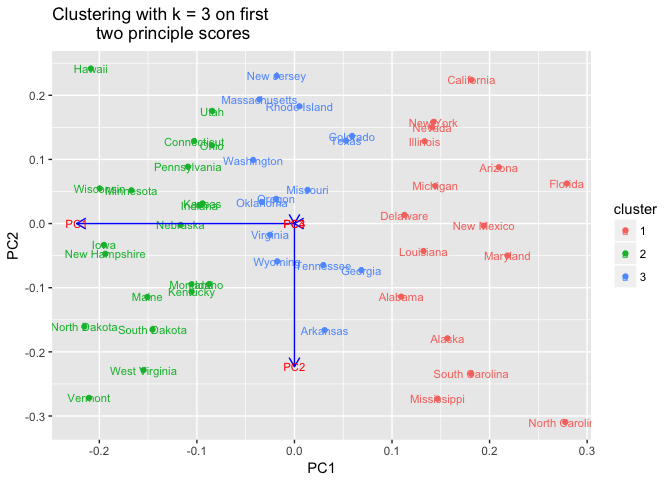 Clustering with k = 3 on first
two principle scores
Hawaii
New Jersey
California
Massachusetts
Rhode Island
Utah
New York
Nevada
Colorado
Texas
Illinois
Connecticut
Ohio
Washington
Pennsylvania
Arizona
Florida
Michigan
Wisconsin
Minnesota
Missouri
Oregon
Oklahoma
Kansas
Indiana
Delaware
Nebraska
New Mexico
Virginia
Iowa
New Hampshire
Louisiana
Maryland
Wyoming
Tennessee
Georgia
Montana
Idaho
Kentucky
Maine
Alabama
North Dakota
South Dakota
Arkansas
Alaska
West Virginia
South Carolina
Vermont
Mississippi
North Carolin
PC1
PC2
0.2
0.1
0.0
-0.1
-0.2
-0.3
PC2
-0.2
-0.1
0.0
0.1
0.2
0.3
PC1
cluster
1
2
3